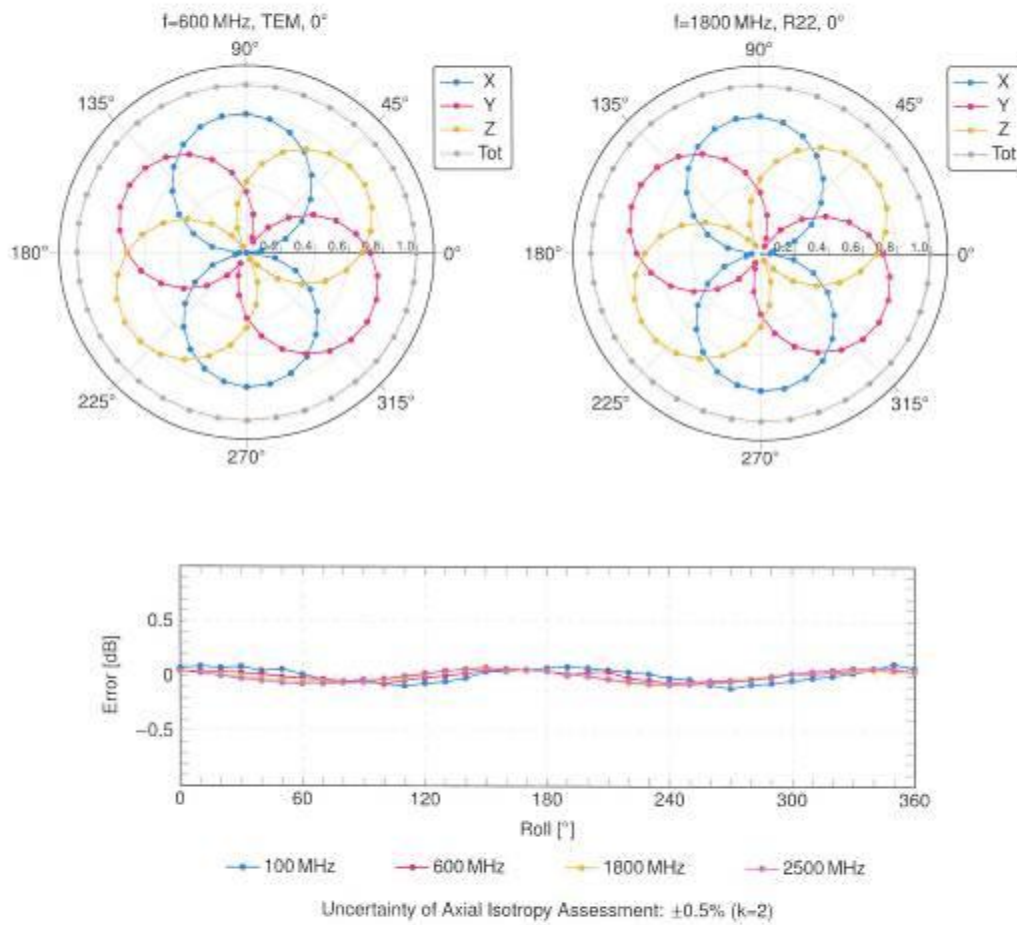 f=600 MHz, TEM, 0°
90°
135°
45°
X
Y
Z
Tot
180°
0.2
0.4
0.6
0.8
1.0
0°
225°
315°
270°
f=1800 MHz, R22, 0°
90°
135°
45°
X
Y
Z
Tot
180°
0.2
0.4
0.6
0.8
1.0
0°
225°
315°
270°
Error [dB]
0.5
0
−0.5
0 60 120 180 240 300 360
Roll [°]
100 MHz 600 MHz 1800 MHz 2500 MHz
Uncertainty of Axial Isotropy Assessment: ±0.5% (k=2)